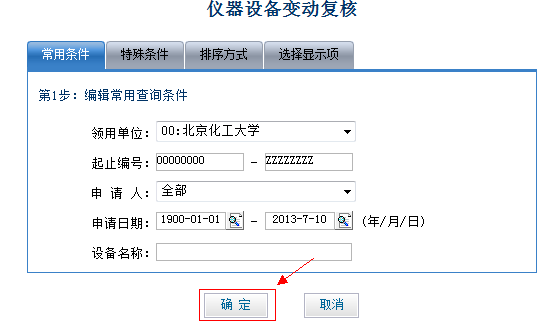 仪器设备变动复核
常用条件 特殊条件 排序方式 选择显示项
第1步：编辑常用查询条件
领用单位：00:北京化工大学
起止编号：00000000 － ZZZZZZZZ
申 请 人：全部
申请日期：1900-01-01 － 2013-7-10 (年/月/日)
设备名称：
确 定 取消